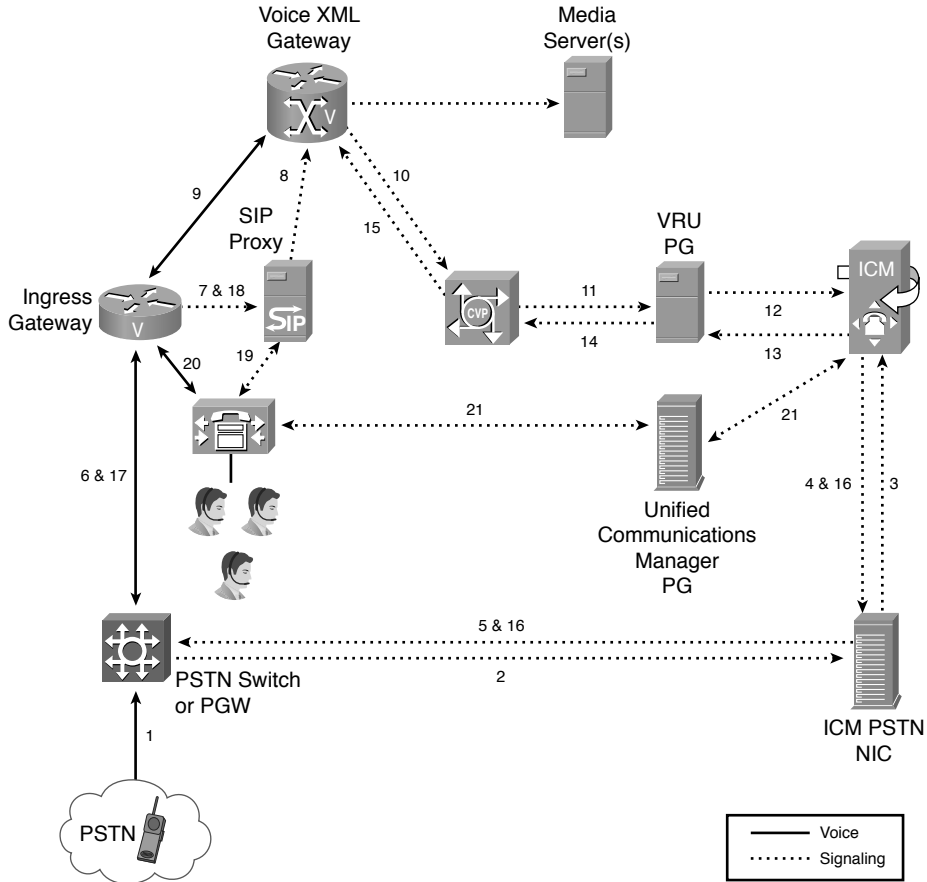 Voice XML
Gateway
Media
Server(s)
V
8
10
9
15
SIP
Proxy
VRU
PG
ICM
Ingress
Gateway
7 & 18
SIP
CVP
11
12
V
14
13
20
19
21
21
6 & 17
4 & 16
3
Unified
Communications
Manager
PG
5 & 16
2
PSTN Switch
or PGW
ICM PSTN
NIC
1
PSTN
Voice
Signaling